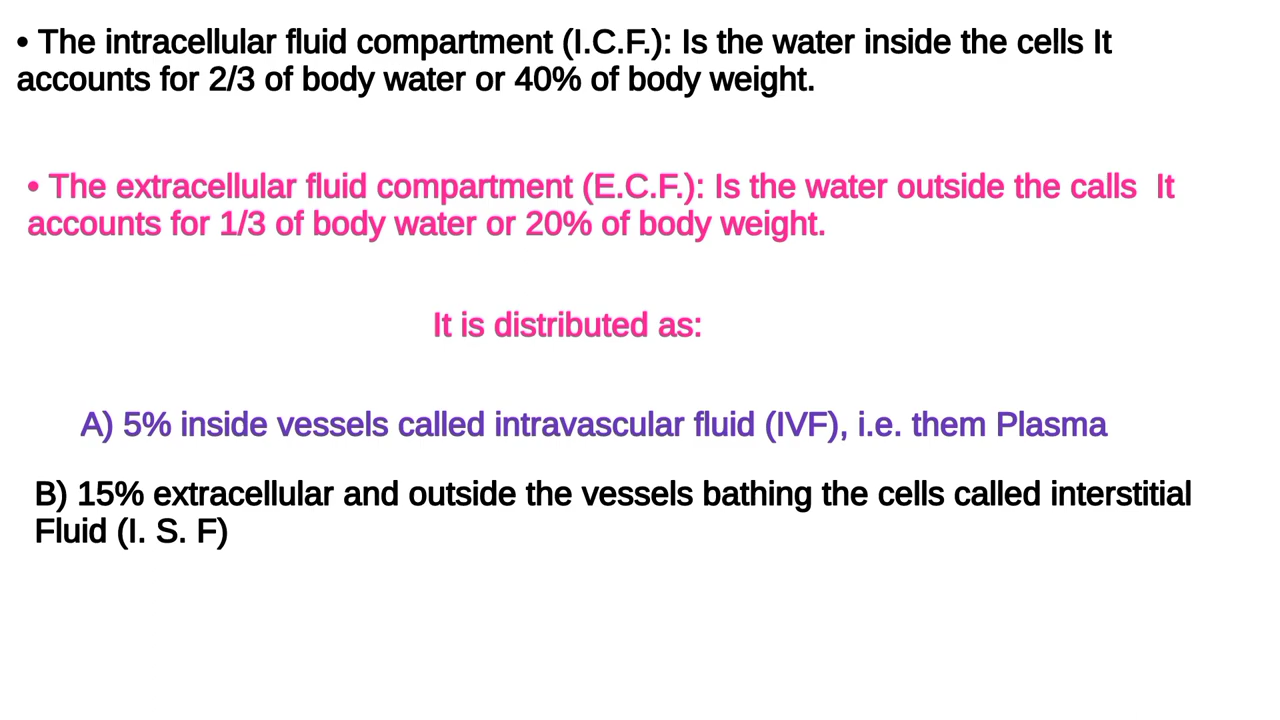 • The intracellular fluid compartment (I.C.F.): Is the water inside the cells It
accounts for 2/3 of body water or 40% of body weight.
• The extracellular fluid compartment (E.C.F.): Is the water outside the calls It
accounts for 1/3 of body water or 20% of body weight.
It is distributed as:
A) 5% inside vessels called intravascular fluid (IVF), i.e. them Plasma
B) 15% extracellular and outside the vessels bathing the cells called interstitial
Fluid (I. S. F)